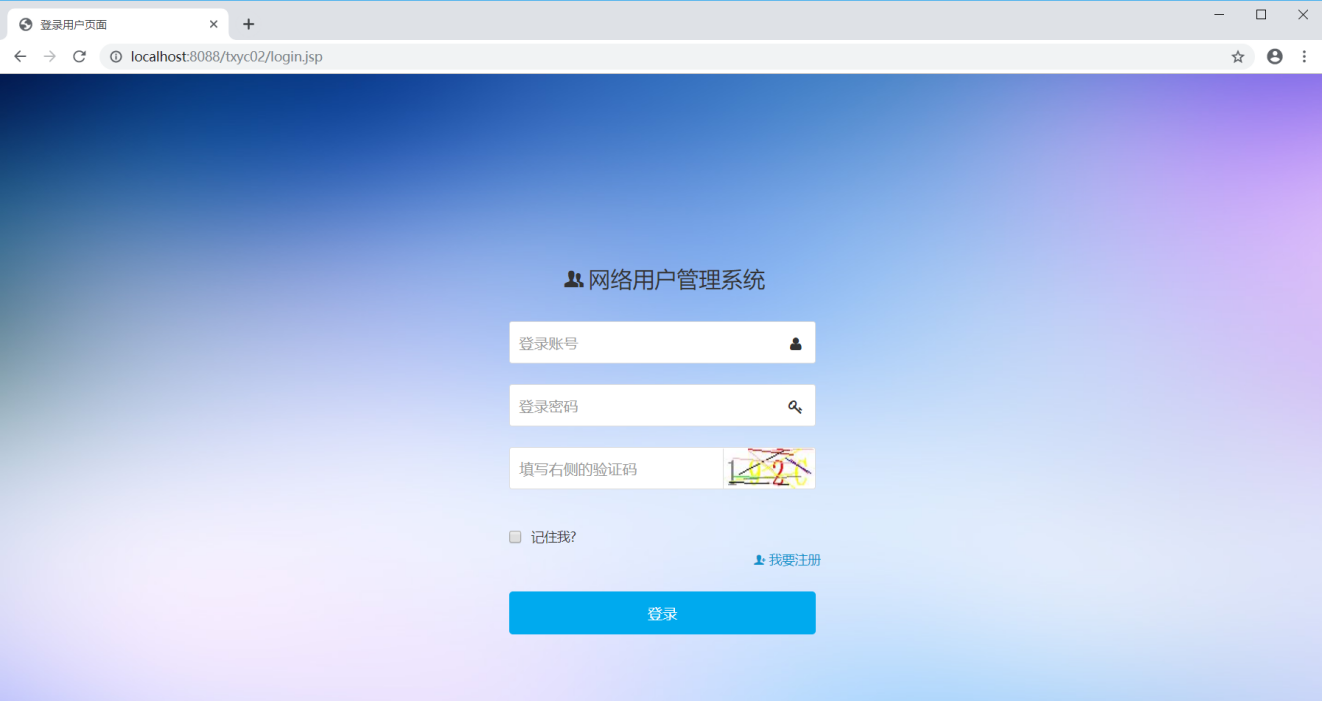 登录用户页面
localhost:8088/txyc02/login.jsp
网络用户管理系统
登录账号
登录密码
填写右侧的验证码
记住我?
我要注册
登录